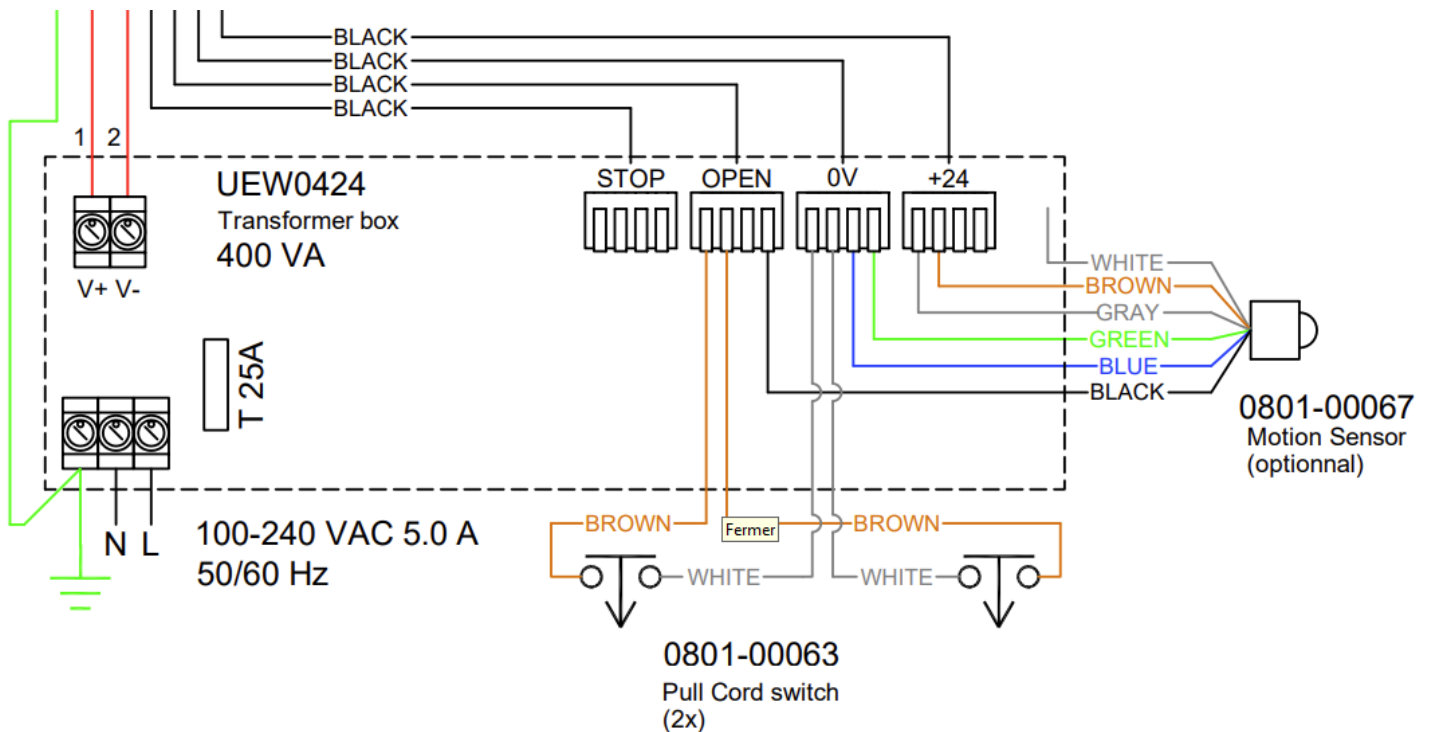 BLACK
BLACK
BLACK
BLACK
1 2
UEW0424
Transformer box
400 VA
STOP OPEN 0V +24
V+ V-
T 25A
WHITE
BROWN
GRAY
GREEN
BLUE
BLACK
0801-00067
Motion Sensor
(optionnal)
N L
100-240 VAC 5.0 A
50/60 Hz
BROWN Fermer BROWN
WHITE WHITE
0801-00063
Pull Cord switch
(2x)